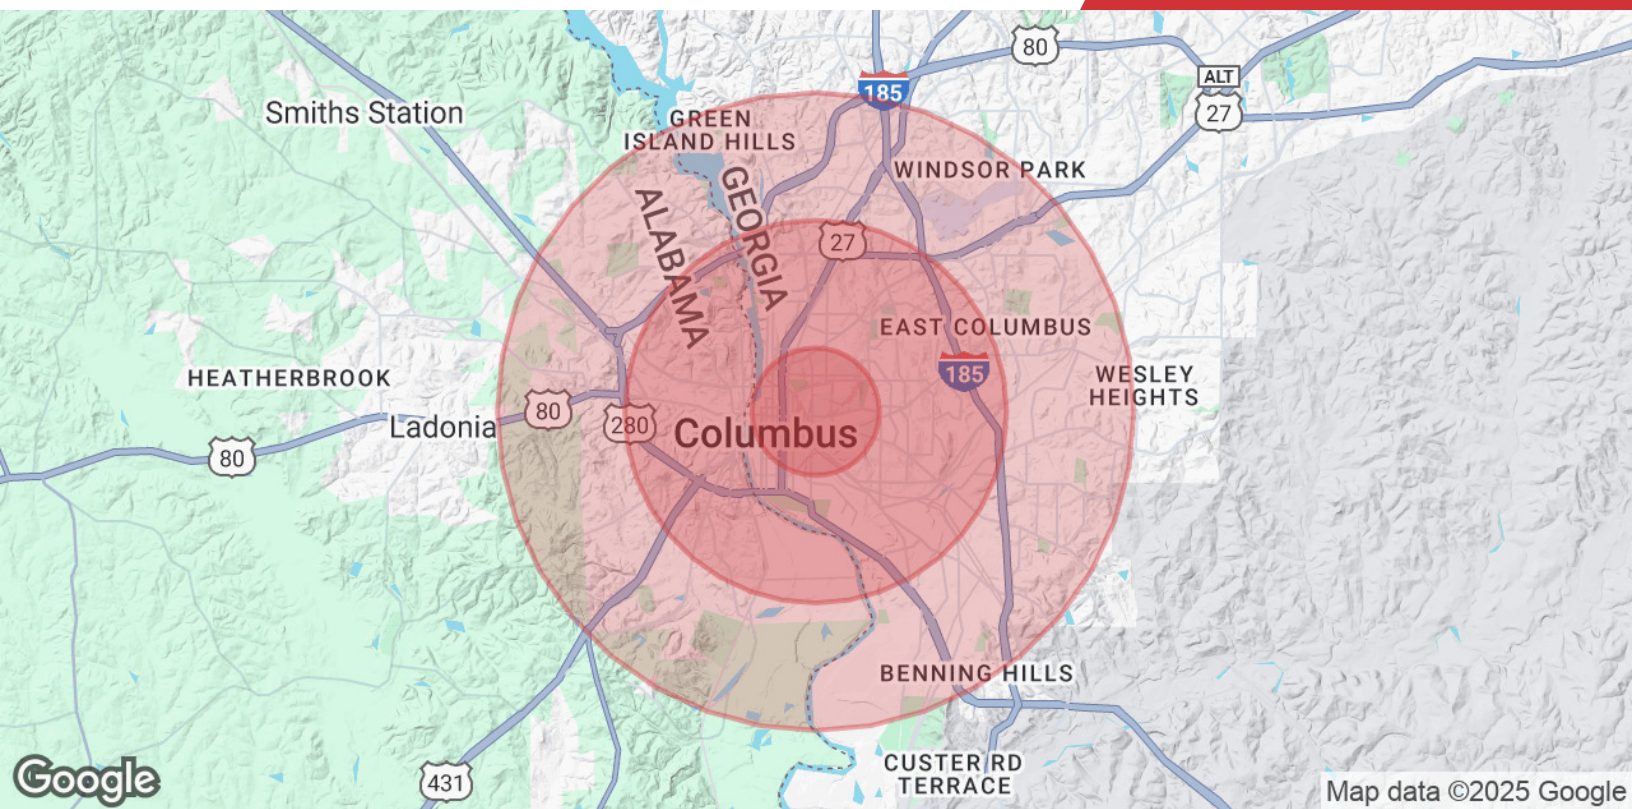 80
ALT
27
185
Smiths Station
GREEN
ISLAND HILLS
WINDSOR PARK
GEORGIA
ALABAMA
27
EAST COLUMBUS
185
HEATHERBROOK
WESLEY
HEIGHTS
80
280
Ladonia
Columbus
80
BENNING HILLS
CUSTER RD
TERRACE
431
Google
Map data ©2025 Google